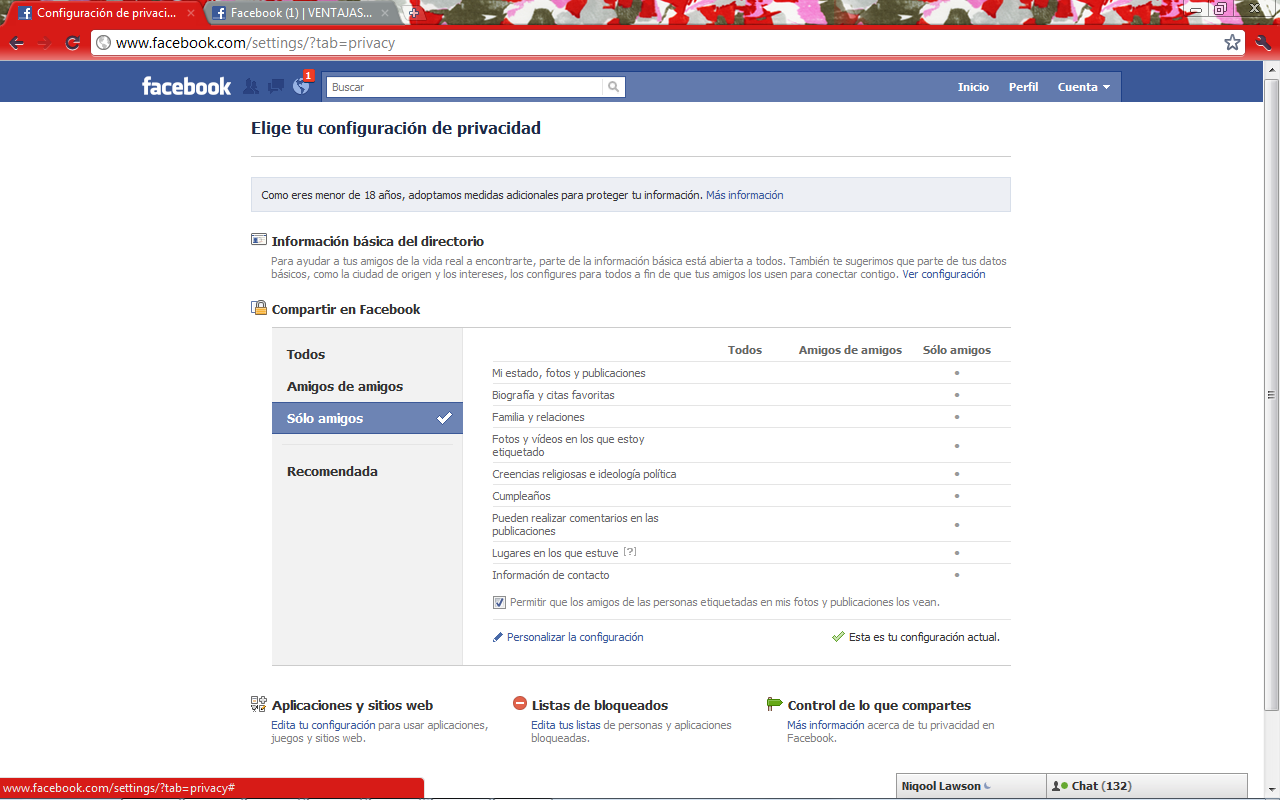 Configuración de privaci...
Facebook (1) | VENTAJAS...
www.facebook.com/settings/?tab=privacy
facebook
1
Buscar
Inicio
Perfil
Cuenta
Elige tu configuración de privacidad
Como eres menor de 18 años, adoptamos medidas adicionales para proteger tu información. Más información
Información básica del directorio
Para ayudar a tus amigos de la vida real a encontrarte, parte de la información básica está abierta a todos. También te sugerimos que parte de tus datos
básicos, como la ciudad de origen y los intereses, los configures para todos a fin de que tus amigos los usen para conectar contigo. Ver configuración
Compartir en Facebook
Todos
Amigos de amigos
Sólo amigos
Recomendada
Todos Amigos de amigos Sólo amigos
Mi estado, fotos y publicaciones
Biografía y citas favoritas
Familia y relaciones
Fotos y vídeos en los que estoy
etiquetado
Creencias religiosas e ideología política
Cumpleaños
Pueden realizar comentarios en las
publicaciones
Lugares en los que estuve [?]
Información de contacto
Permitir que los amigos de las personas etiquetadas en mis fotos y publicaciones los vean.
Personalizar la configuración
Esta es tu configuración actual.
Aplicaciones y sitios web
Edita tu configuración para usar aplicaciones,
juegos y sitios web.
Listas de bloqueados
Edita tus listas de personas y aplicaciones
bloqueadas.
Control de lo que compartes
Más información acerca de tu privacidad en
Facebook.
www.facebook.com/settings/?tab=privacy#
Niqool Lawson
Chat (132)